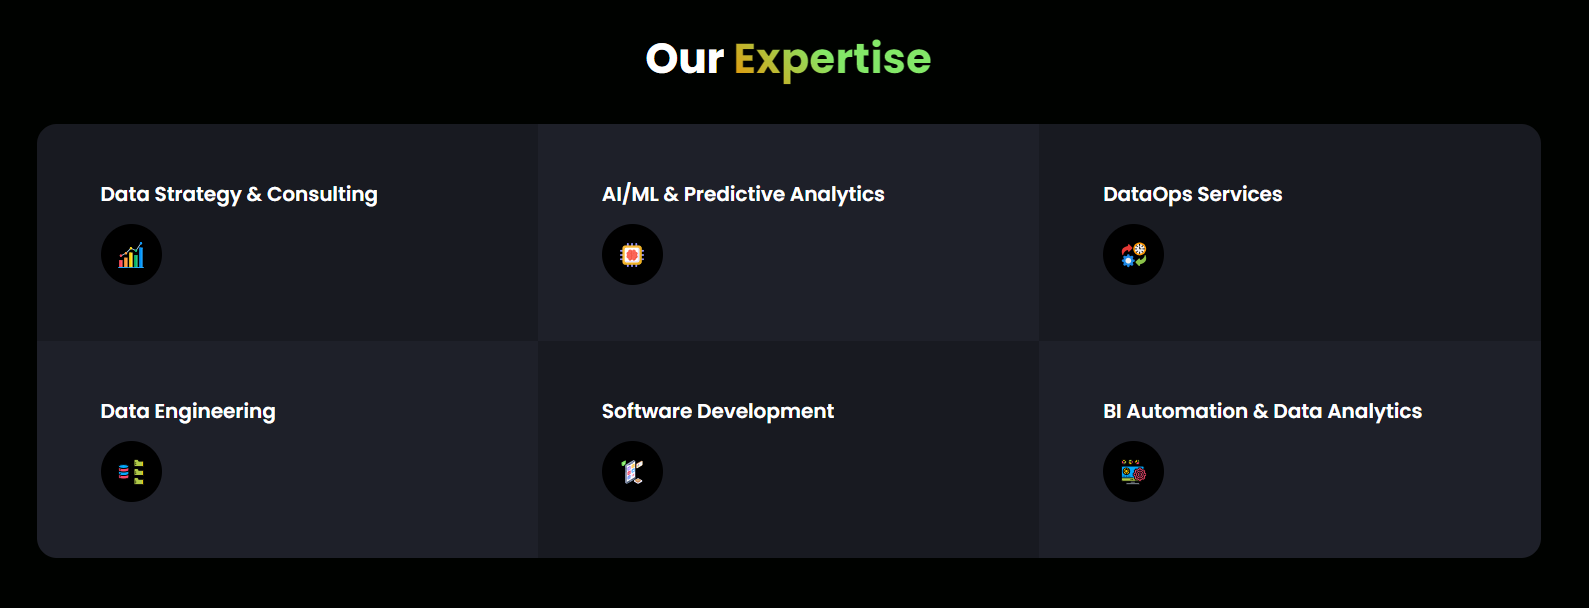 Our Expertise
Data Strategy & Consulting
AI/ML & Predictive Analytics
DataOps Services
Data Engineering
Software Development
BI Automation & Data Analytics